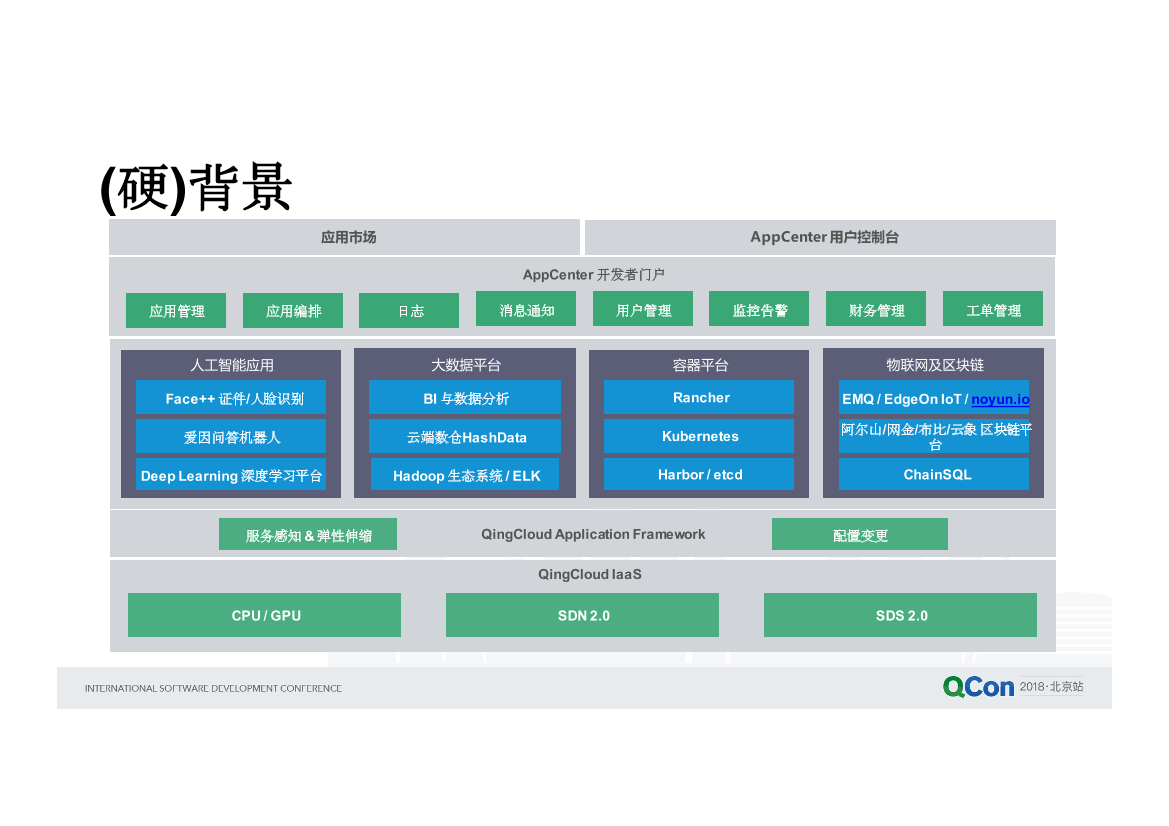 (硬)背景
应用市场
AppCenter 用户控制台
AppCenter 开发者门户
应用管理
应用编排
日志
消息通知
用户管理
监控告警
财务管理
工单管理
人工智能应用
Face++ 证件/人脸识别
爱因问答机器人
Deep Learning 深度学习平台
大数据平台
BI 与数据分析
云端数仓HashData
Hadoop 生态系统 / ELK
容器平台
Rancher
Kubernetes
Harbor / etcd
物联网及区块链
EMQ / EdgeOn IoT / noyun.io
阿尔山/网金/布比/云象 区块链平
台
ChainSQL
服务感知 & 弹性伸缩
QingCloud Application Framework
配置变更
QingCloud IaaS
CPU / GPU
SDN 2.0
SDS 2.0
INTERNATIONAL SOFTWARE DEVELOPMENT CONFERENCE
QCon 2018·北京站